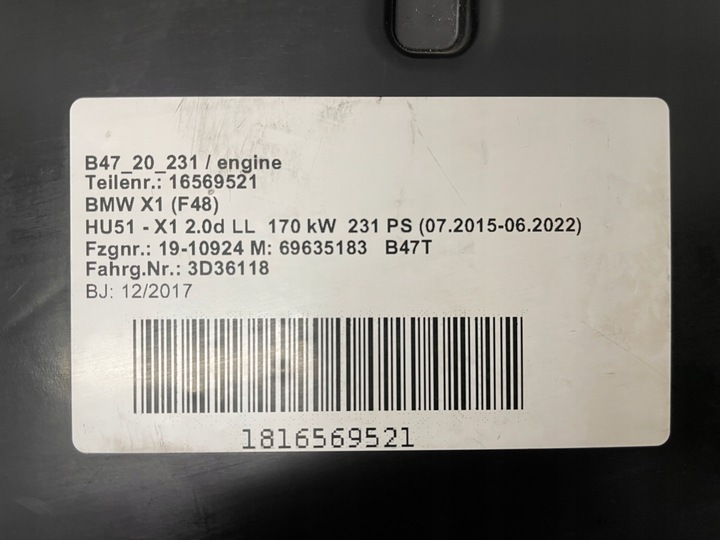 B47_20_231 / engine
Teilenr.: 16569521
BMW X1 (F48)
HU51 - X1 2.0d LL 170 kW 231 PS (07.2015-06.2022)
Fzgnr.: 19-10924 M: 69635183 B47T
Fahrg.Nr.: 3D36118
BJ: 12/2017
1816569521